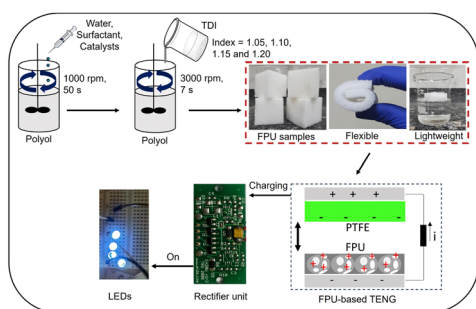 Water,
Surfactant,
Catalysts
TDI
Index = 1.05, 1.10,
1.15 and 1.20
1000 rpm,
50 s
3000 rpm,
7 s
Polyol
Polyol
FPU samples
Flexible
Lightweight
Charging
+ + + +
- - - -
PTFE
FPU
i
- - - -
On
LEDs
Rectifier unit
FPU-based TENG